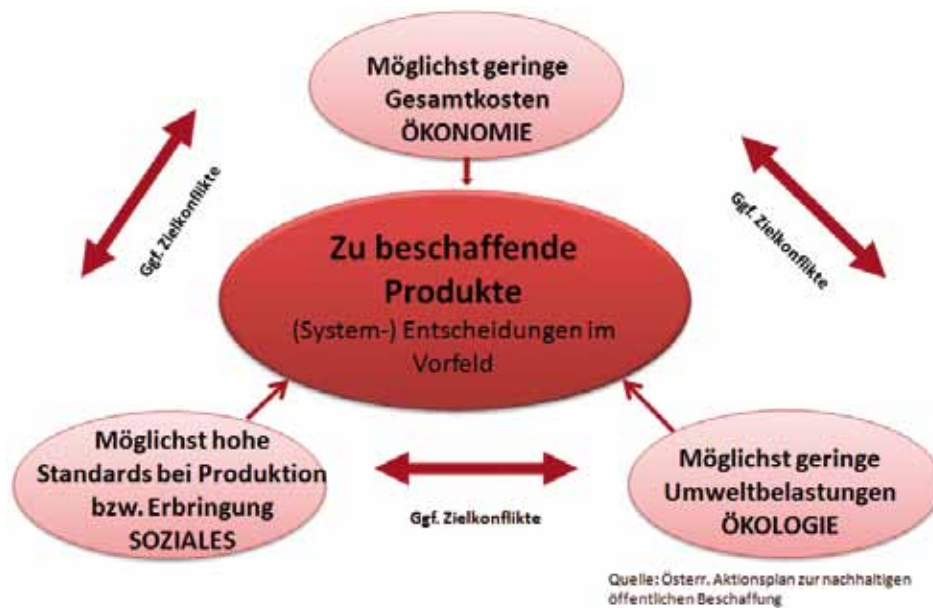 Möglichst geringe
Gesamtkosten
ÖKONOMIE
Ggf. Zielkonflikte
Ggf. Zielkonflikte
Zu beschaffende
Produkte
(System-) Entscheidungen im
Vorfeld
Möglichst hohe
Standards bei Produktion
bzw. Erbringung
SOZIALES
Ggf. Zielkonflikte
Möglichst geringe
Umweltbelastungen
ÖKOLOGIE
Quelle: Österr. Aktionsplan zur nachhaltigen
öffentlichen Beschaffung